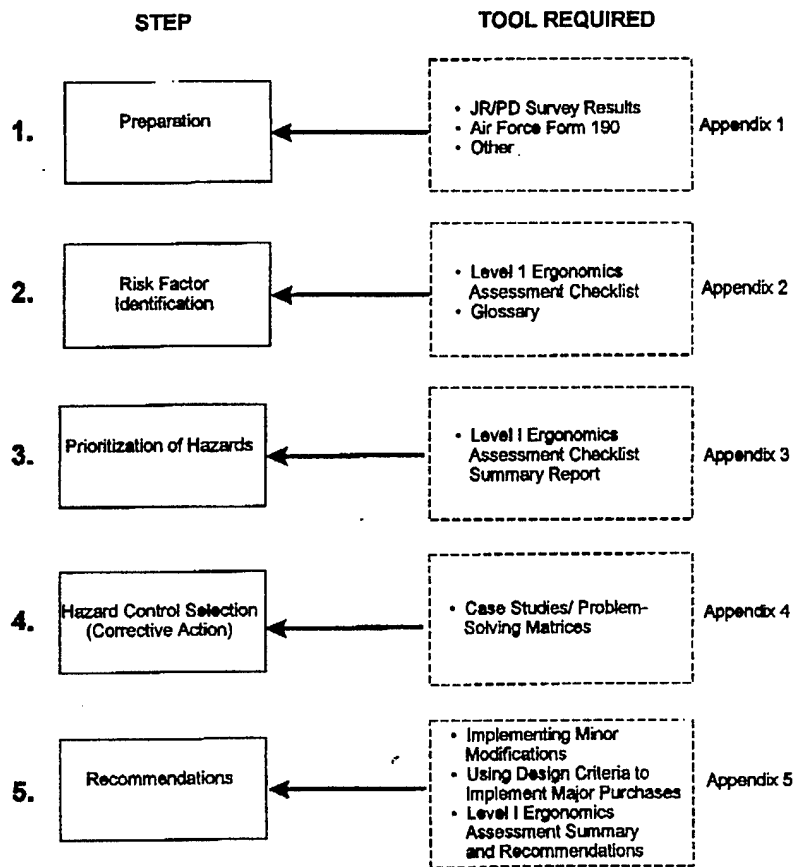 STEP
TOOL REQUIRED
1.
Preparation
• JR/PD Survey Results
• Air Force Form 190
• Other
Appendix 1
2.
Risk Factor
Identification
• Level 1 Ergonomics
Assessment Checklist
• Glossary
Appendix 2
3.
Prioritization of Hazards
• Level I Ergonomics
Assessment Checklist
Summary Report
Appendix 3
4.
Hazard Control Selection
(Corrective Action)
• Case Studies/ Problem-
Solving Matrices
Appendix 4
5.
Recommendations
• Implementing Minor
Modifications
• Using Design Criteria to
Implement Major Purchases
• Level I Ergonomics
Assessment Summary
and Recommendations
Appendix 5